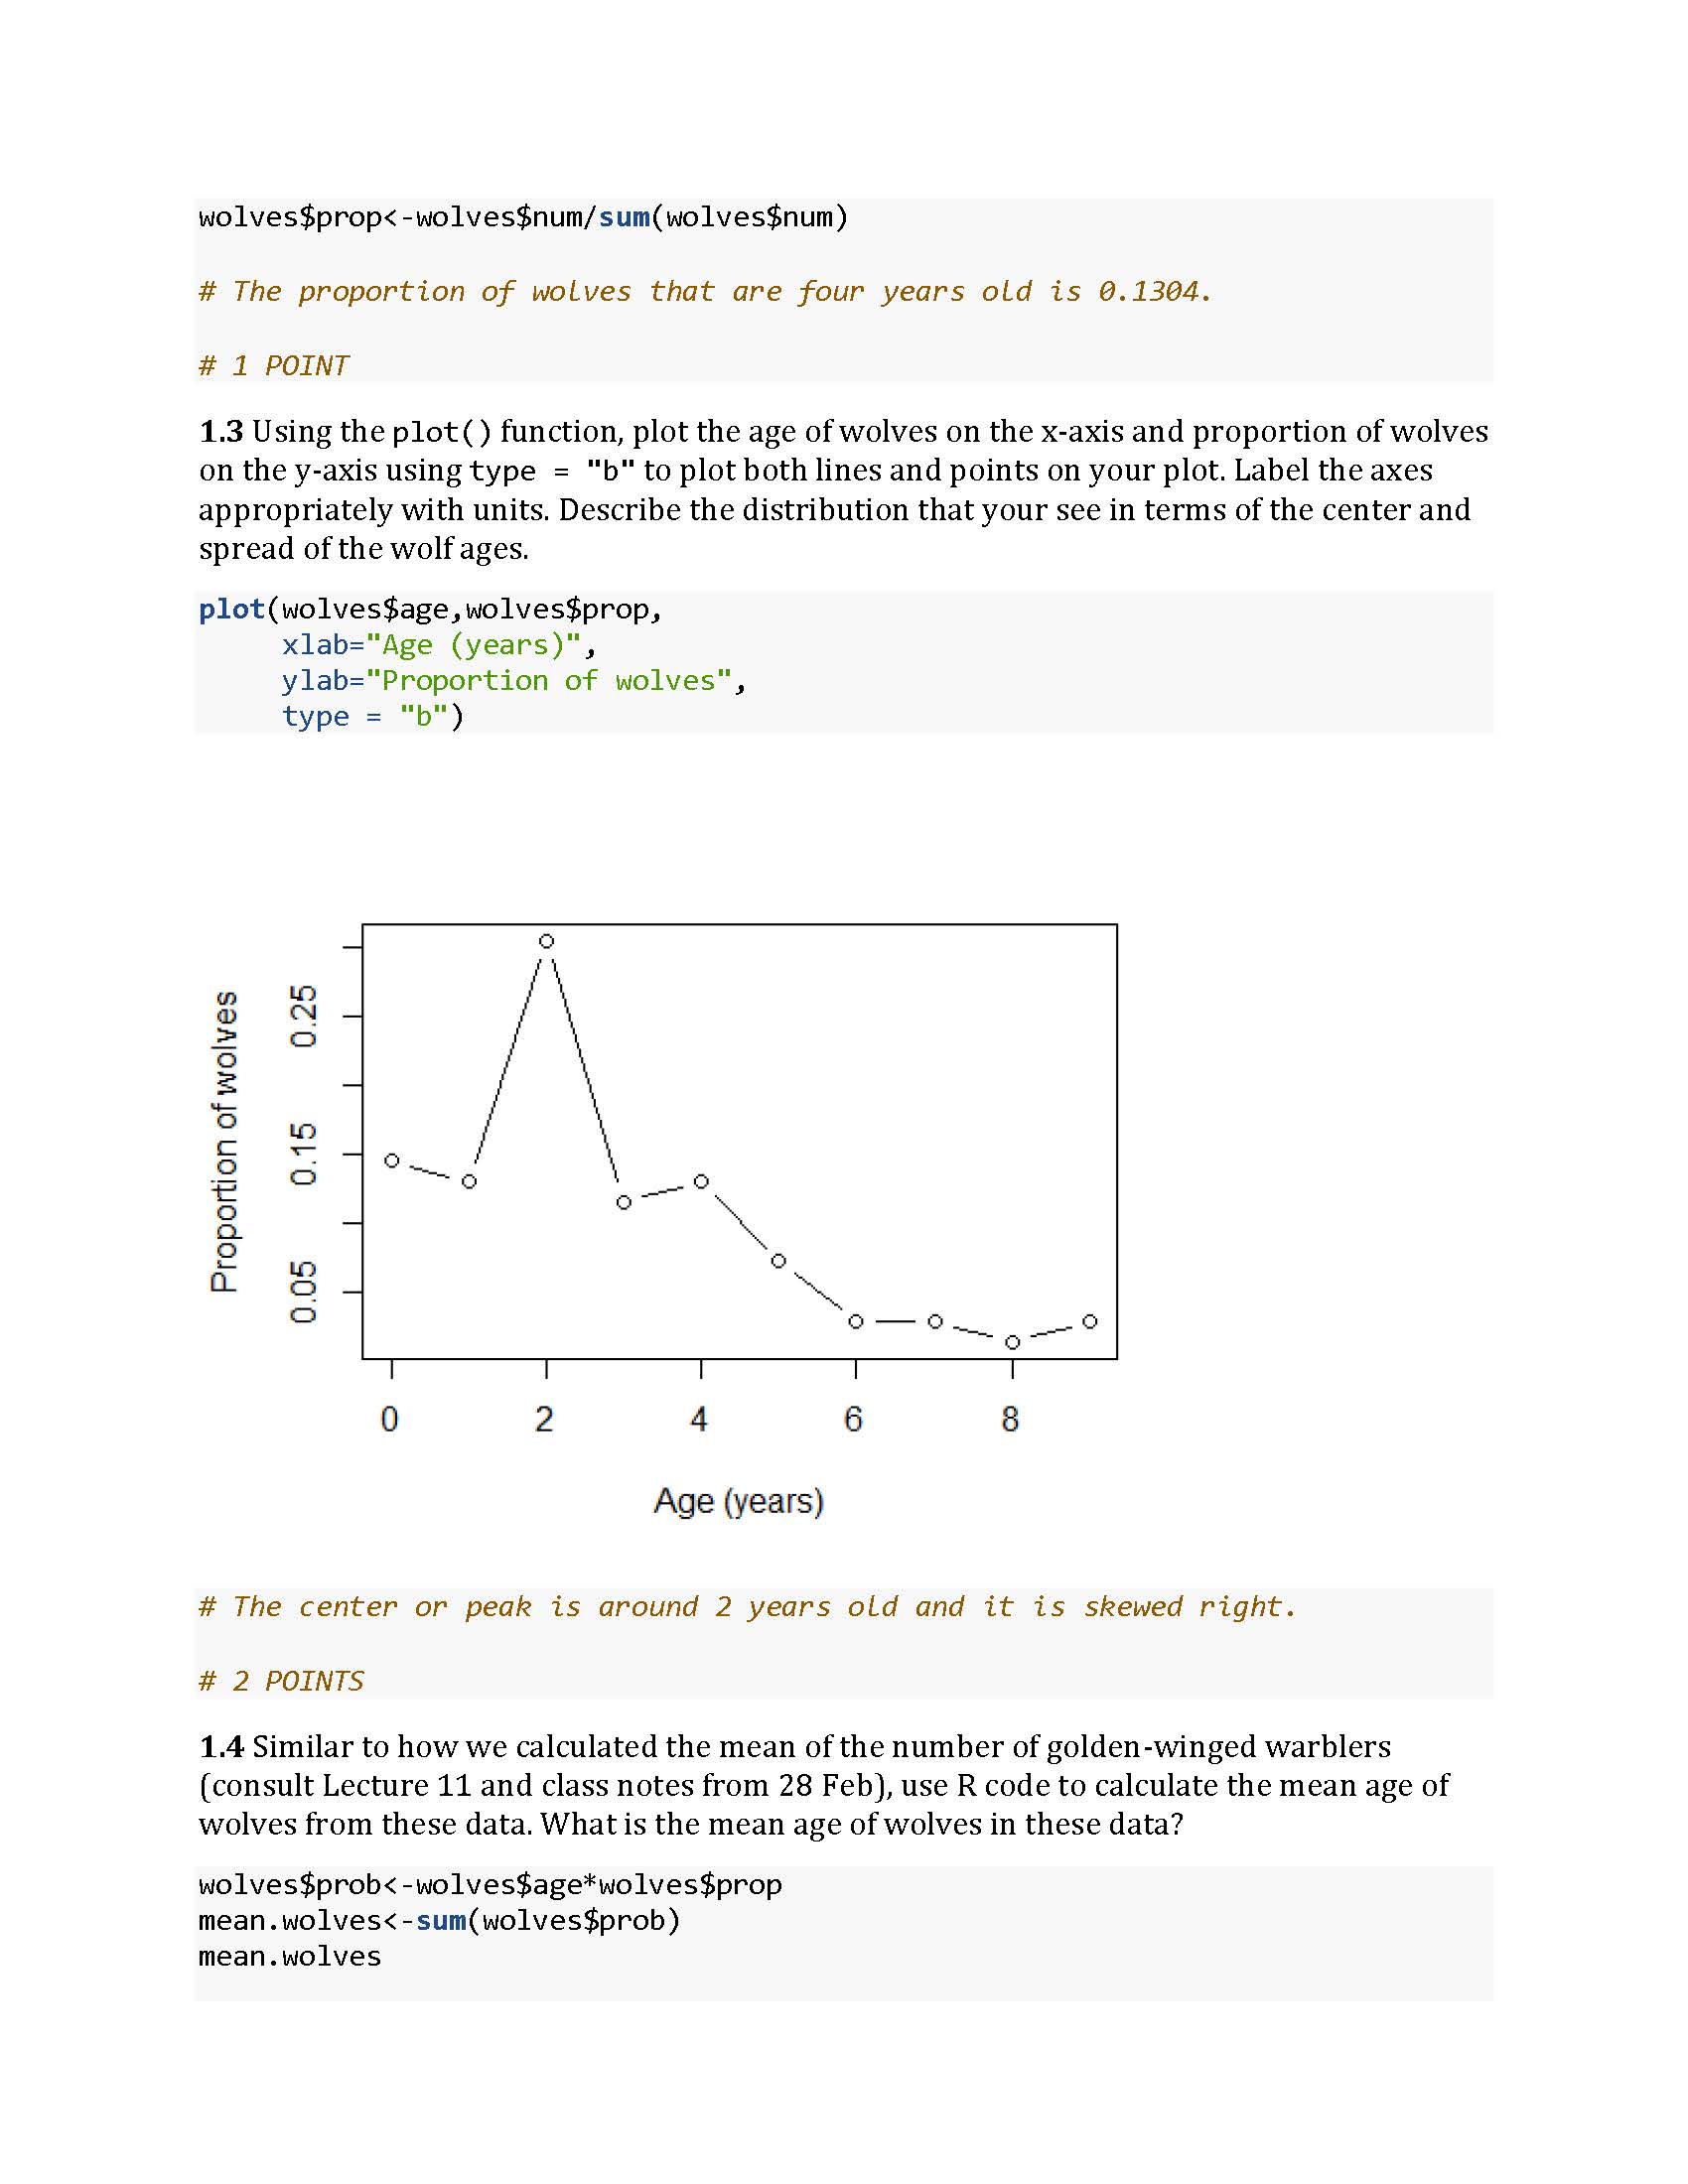 wolves$prop<-wolves$num/sum(wolves$num)
# The proportion of wolves that are four years old is 0.1304.
# 1 POINT
1.3 Using the plot() function, plot the age of wolves on the x-axis and proportion of wolves
on the y-axis using type = "b" to plot both lines and points on your plot. Label the axes
appropriately with units. Describe the distribution that your see in terms of the center and
spread of the wolf ages.
plot(wolves$age,wolves$prop,
     xlab="Age (years)",
     ylab="Proportion of wolves",
     type = "b")
Proportion of wolves
0.25
0.15
0.05
0 2 4 6 8
Age (years)
# The center or peak is around 2 years old and it is skewed right.
# 2 POINTS
1.4 Similar to how we calculated the mean of the number of golden-winged warblers
(consult Lecture 11 and class notes from 28 Feb), use R code to calculate the mean age of
wolves from these data. What is the mean age of wolves in these data?
wolves$prob<-wolves$age*wolves$prop
mean.wolves<-sum(wolves$prob)
mean.wolves